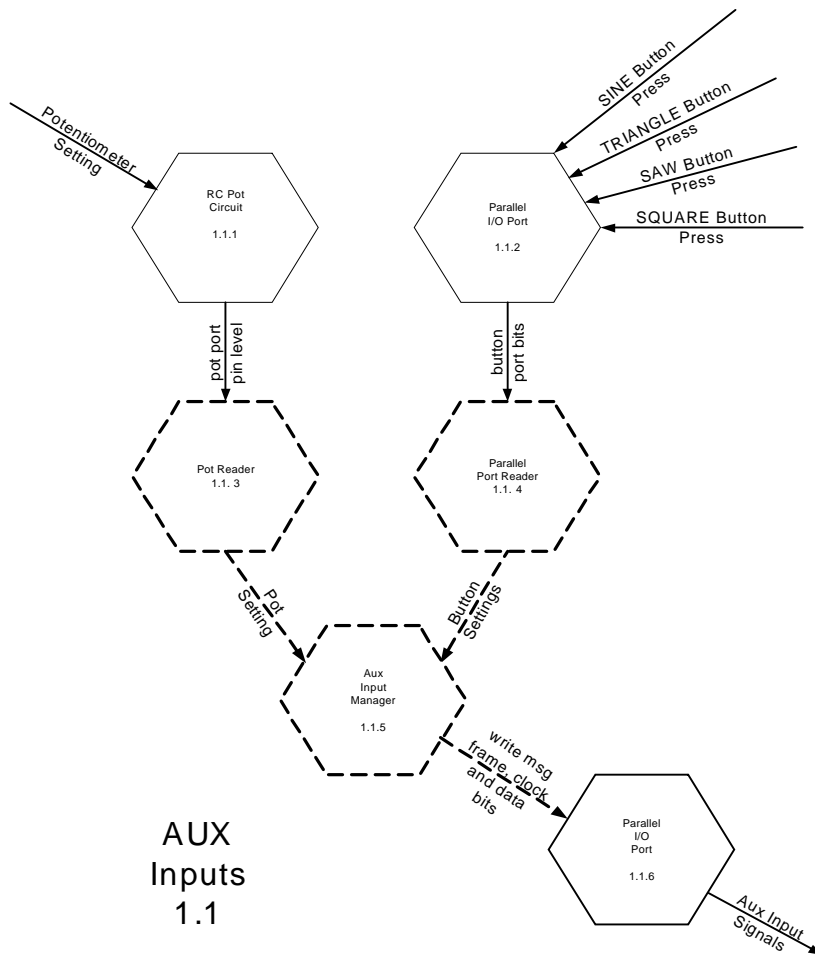 SINE Button
Press
TRIANGLE Button
Press
SAW Button
Press
SQUARE Button
Press
Potentiometer
Setting
RC Pot
Circuit
1.1.1
Parallel
I/O Port
1.1.2
pot port
pin level
button
port bits
Pot Reader
1.1. 3
Parallel
Port Reader
1.1. 4
Pot
Setting
Button
Settings
Aux
Input
Manager
1.1.5
write msg
frame, clock
and data
bits
Parallel
I/O
Port
1.1.6
AUX
Inputs
1.1
Aux Input
Signals